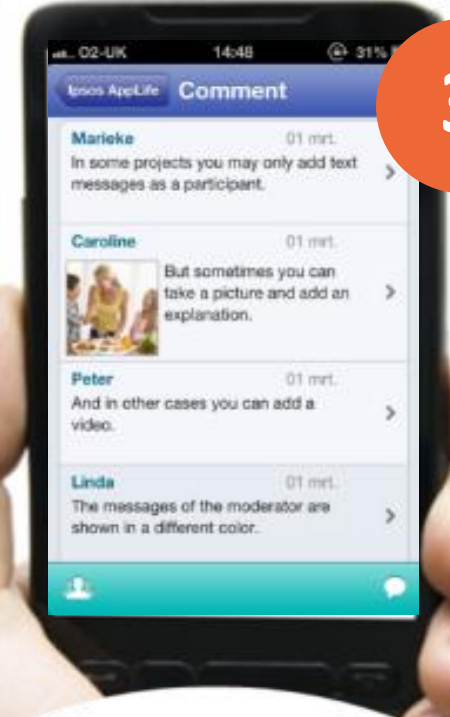 O2-UK 14:48 31%
3
Ipsos AppLife Comment
Marieke 01 mrt.
In some projects you may only add text
messages as a participant.
Caroline 01 mrt.
But sometimes you can
take a picture and add an
explanation.
Peter 01 mrt.
And in other cases you can add a
video.
Linda 01 mrt.
The messages of the moderator are
shown in a different color.